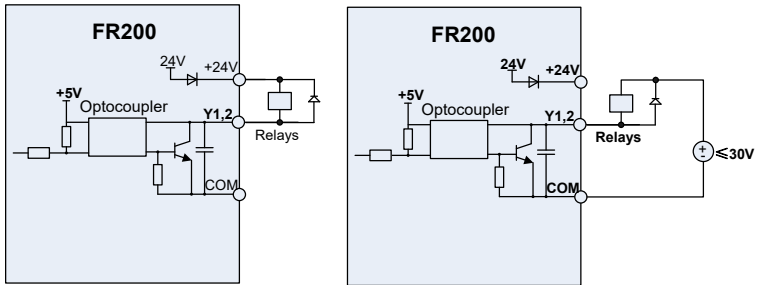 FR200
24V
+24V
+5V
Optocoupler
Y1,2
Relays
COM
FR200
24V
+24V
+5V
Optocoupler
Y1,2
Relays
+
−
≤30V
COM